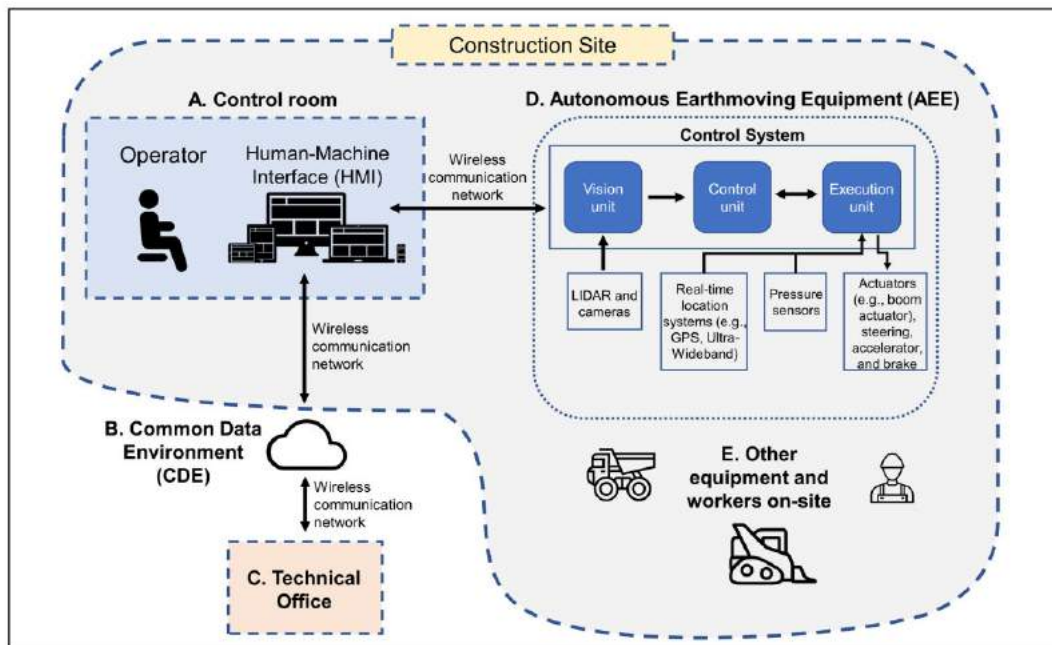 Construction Site
A. Control room
Operator
Human-Machine
Interface (HMI)
Wireless
communication
network
D. Autonomous Earthmoving Equipment (AEE)
Control System
Vision
unit
Control
unit
Execution
unit
LIDAR and
cameras
Real-time
location
systems (e.g.,
GPS, Ultra-
Wideband)
Pressure
sensors
Actuators
(e.g., boom
actuator),
steering,
accelerator,
and brake
Wireless
communication
network
B. Common Data
Environment
(CDE)
Wireless
communication
network
C. Technical
Office
E. Other
equipment and
workers on-site